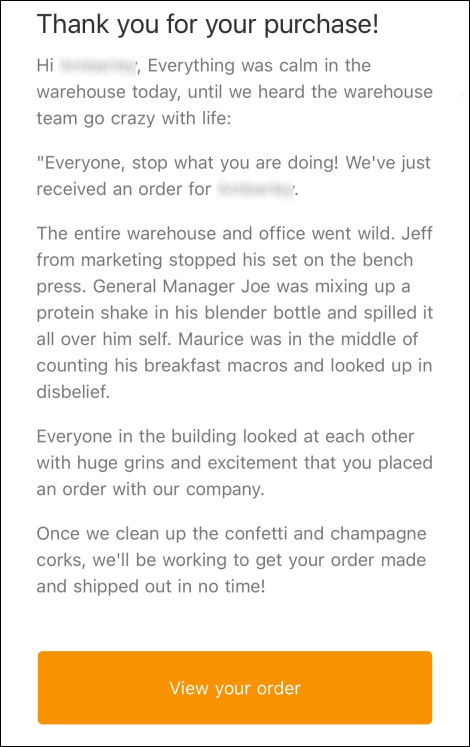 Thank you for your purchase!
Hi , Everything was calm in the
warehouse today, until we heard the warehouse
team go crazy with life:
"Everyone, stop what you are doing! We've just
received an order for .
The entire warehouse and office went wild. Jeff
from marketing stopped his set on the bench
press. General Manager Joe was mixing up a
protein shake in his blender bottle and spilled it
all over him self. Maurice was in the middle of
counting his breakfast macros and looked up in
disbelief.
Everyone in the building looked at each other
with huge grins and excitement that you placed
an order with our company.
Once we clean up the confetti and champagne
corks, we'll be working to get your order made
and shipped out in no time!
View your order